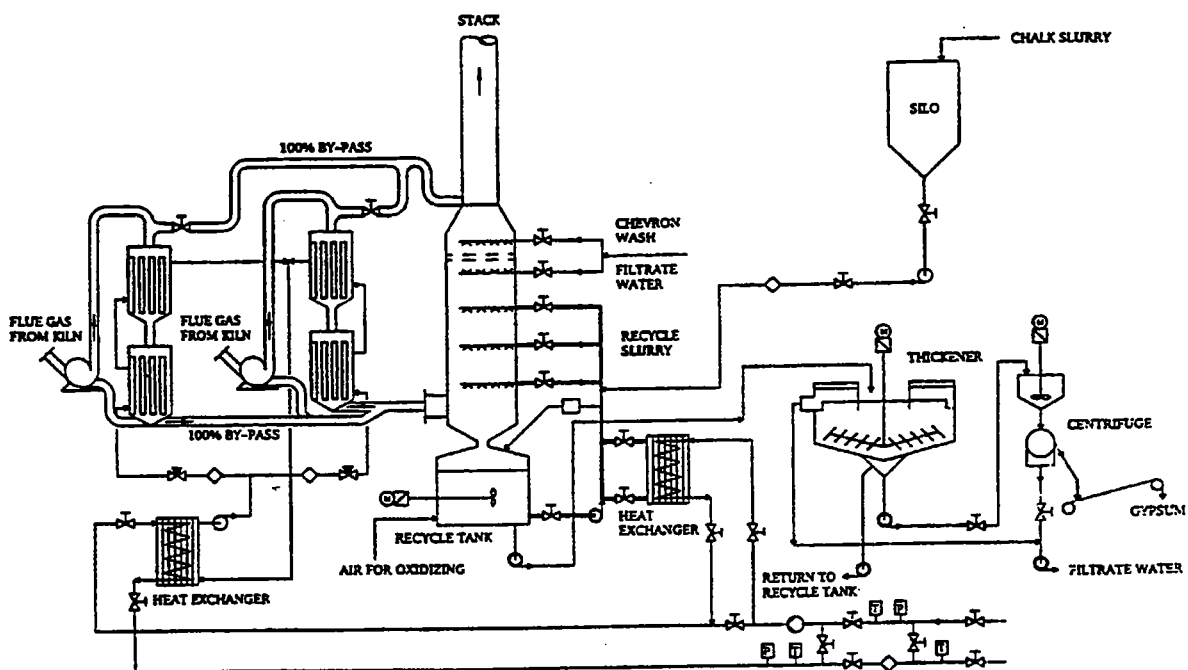 STACK
CHALK SLURRY
SILO
100% BY-PASS
CHEVRON
WASH
FILTRATE
WATER
FLUE GAS
FROM KILN
FLUE GAS
FROM KILN
RECYCLE
SLURRY
M
M
THICKENER
100% BY-PASS
CENTRIFUGE
M
HEAT
EXCHANGER
GYPSUM
RECYCLE TANK
AIR FOR OXIDIZING
HEAT EXCHANGER
RETURN TO
RECYCLE TANK
FILTRATE WATER
T
P
P
T
T